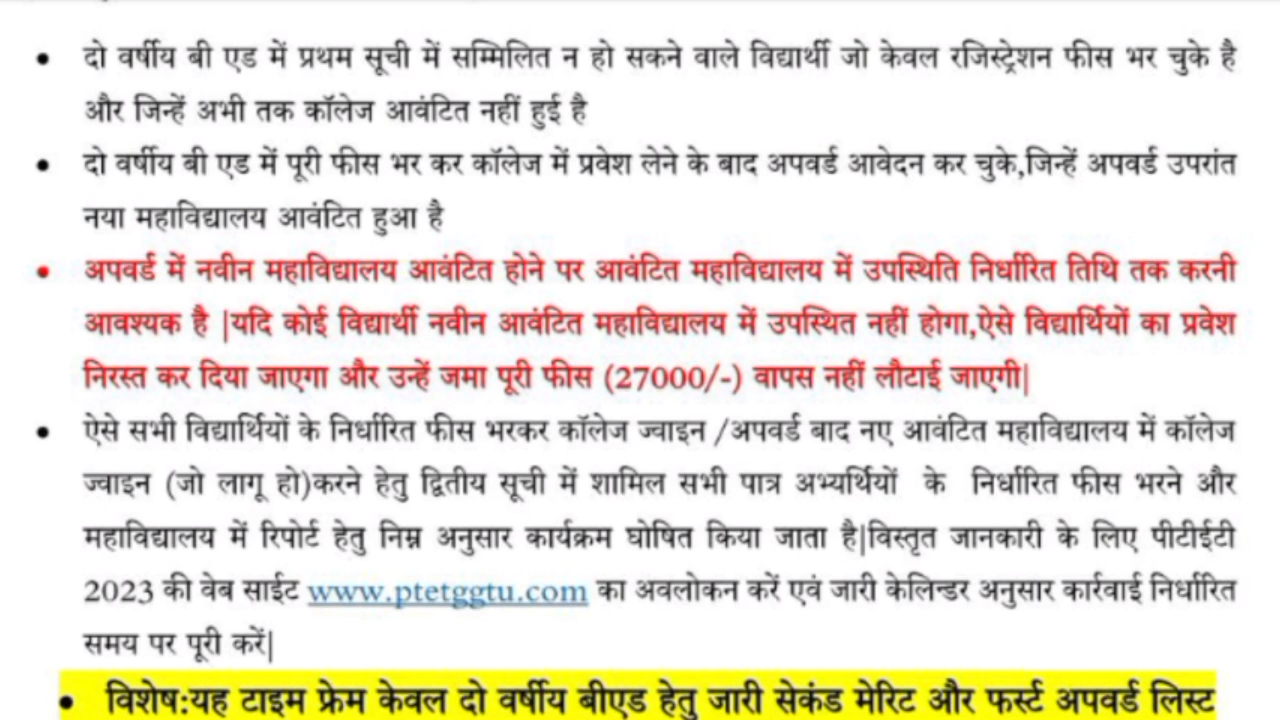 • दो वर्षीय बी एड में प्रथम सूची में सम्मिलित न हो सकने वाले विद्यार्थी जो केवल रजिस्ट्रेशन फीस भर चुके है
और जिन्हें अभी तक कॉलेज आवंटित नहीं हुई है
• दो वर्षीय बी एड में पूरी फीस भर कर कॉलेज में प्रवेश लेने के बाद अपवर्ड आवेदन कर चुके,जिन्हें अपवर्ड उपरांत
नया महाविद्यालय आवंटित हुआ है
• अपवर्ड में नवीन महाविद्यालय आवंटित होने पर आवंटित महाविद्यालय में उपस्थिति निर्धारित तिथि तक करनी
आवश्यक है |यदि कोई विद्यार्थी नवीन आवंटित महाविद्यालय में उपस्थित नहीं होगा,ऐसे विद्यार्थियों का प्रवेश
निरस्त कर दिया जाएगा और उन्हें जमा पूरी फीस (27000/-) वापस नहीं लौटाई जाएगी|
• ऐसे सभी विद्यार्थियों के निर्धारित फीस भरकर कॉलेज ज्वाइन /अपवर्ड बाद नए आवंटित महाविद्यालय में कॉलेज
ज्वाइन (जो लागू हो)करने हेतु द्वितीय सूची में शामिल सभी पात्र अभ्यर्थियों के निर्धारित फीस भरने और
महाविद्यालय में रिपोर्ट हेतु निम्न अनुसार कार्यक्रम घोषित किया जाता है|विस्तृत जानकारी के लिए पीटीईटी
2023 की वेब साईट www.ptetggtu.com का अवलोकन करें एवं जारी केलिन्डर अनुसार कार्रवाई निर्धारित
समय पर पूरी करें|
• विशेष:यह टाइम फ्रेम केवल दो वर्षीय बीएड हेतु जारी सेकंड मेरिट और फर्स्ट अपवर्ड लिस्ट